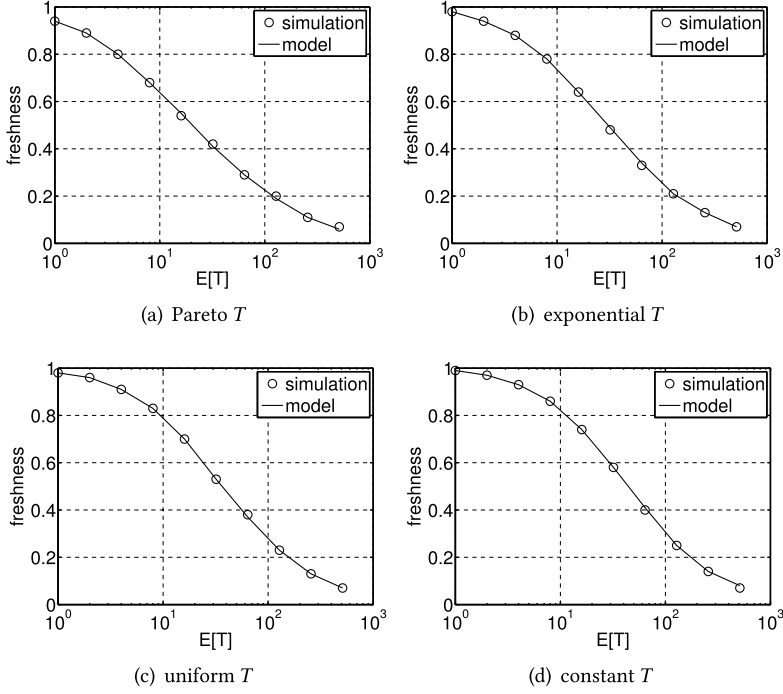 1
0.8
0.6
0.4
0.2
0
freshness
simulation
model
10^0 10^1 10^2 10^3
E[T]
(a) Pareto T
1
0.8
0.6
0.4
0.2
0
freshness
simulation
model
10^0 10^1 10^2 10^3
E[T]
(b) exponential T
1
0.8
0.6
0.4
0.2
0
freshness
simulation
model
10^0 10^1 10^2 10^3
E[T]
(c) uniform T
1
0.8
0.6
0.4
0.2
0
freshness
simulation
model
10^0 10^1 10^2 10^3
E[T]
(d) constant T